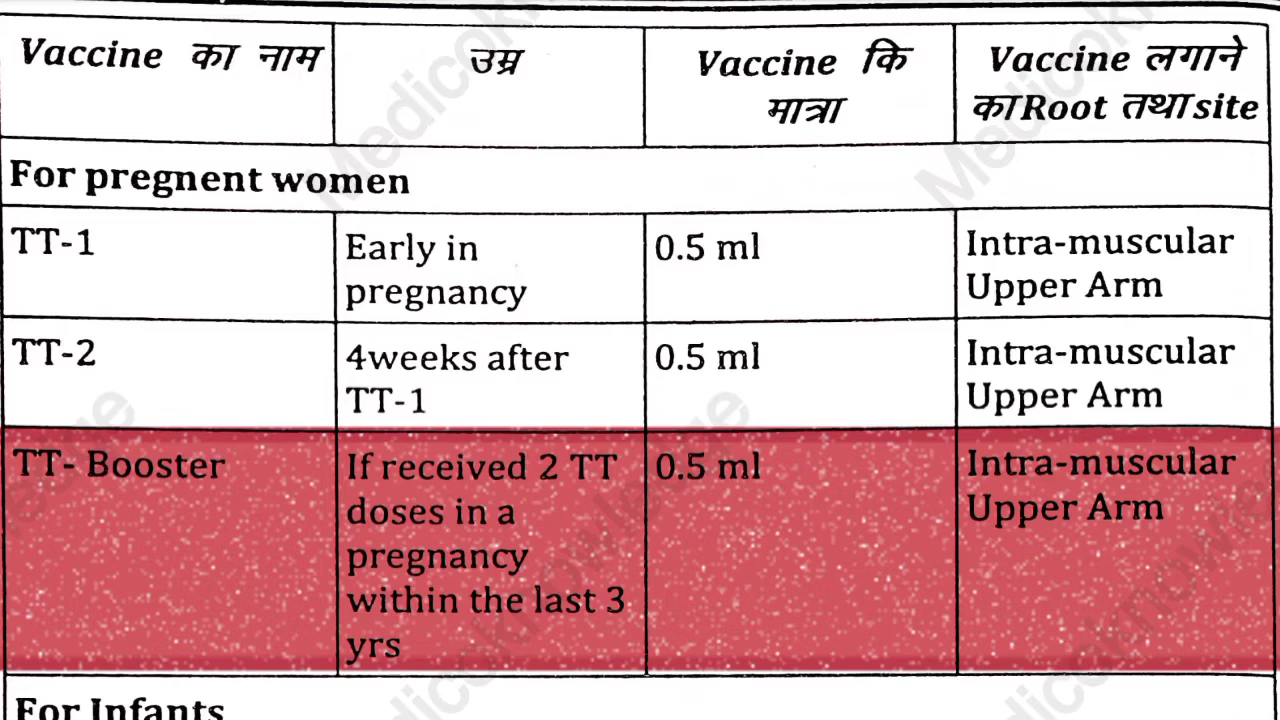 Vaccine का नाम
उम्र
Vaccine कि
मात्रा
Vaccine लगाने
का Root तथा site
For pregnent women
TT-1
Early in
pregnancy
0.5 ml
Intra-muscular
Upper Arm
TT-2
4weeks after
TT-1
0.5 ml
Intra-muscular
Upper Arm
TT- Booster
If received 2 TT
doses in a
pregnancy
within the last 3
yrs
0.5 ml
Intra-muscular
Upper Arm
For Infants